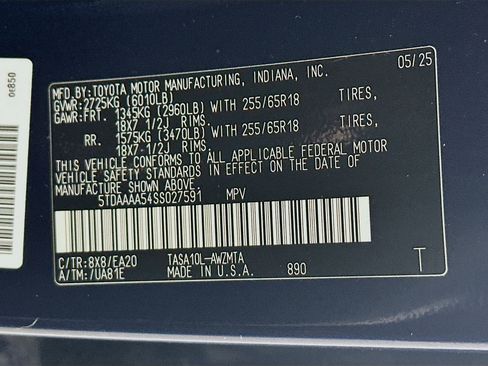 MFD.BY:TOYOTA MOTOR MANUFACTURING, INDIANA, INC. 05/25
GVWR:2725KG (6010LB)
GAWR:FRT. 1345KG (2960LB) WITH 255/65R18 TIRES,
18X7 1/2J RIMS.
RR. 1575KG (3470LB) WITH 255/65R18 TIRES,
18X7-1/2J RIMS.
THIS VEHICLE CONFORMS TO ALL APPLICABLE FEDERAL MOTOR
VEHICLE SAFETY STANDARDS IN EFFECT ON THE DATE OF
MANUFACTURE SHOWN ABOVE.
5TDAAAA54SS027591 MPV
C/TR:8X8/EA20 TASA10L-AWZMTA
A/TM:/UA81E MADE IN U.S.A. 890 T